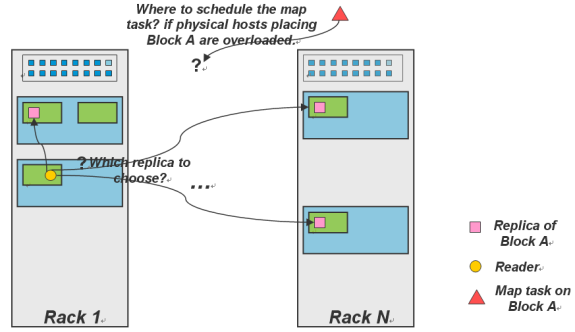 Where to schedule the map
task? if physical hosts placing
Block A are overloaded.
?
? Which replica to
choose?
...
Rack 1
Rack N
Replica of
Block A
Reader
Map task on
Block A